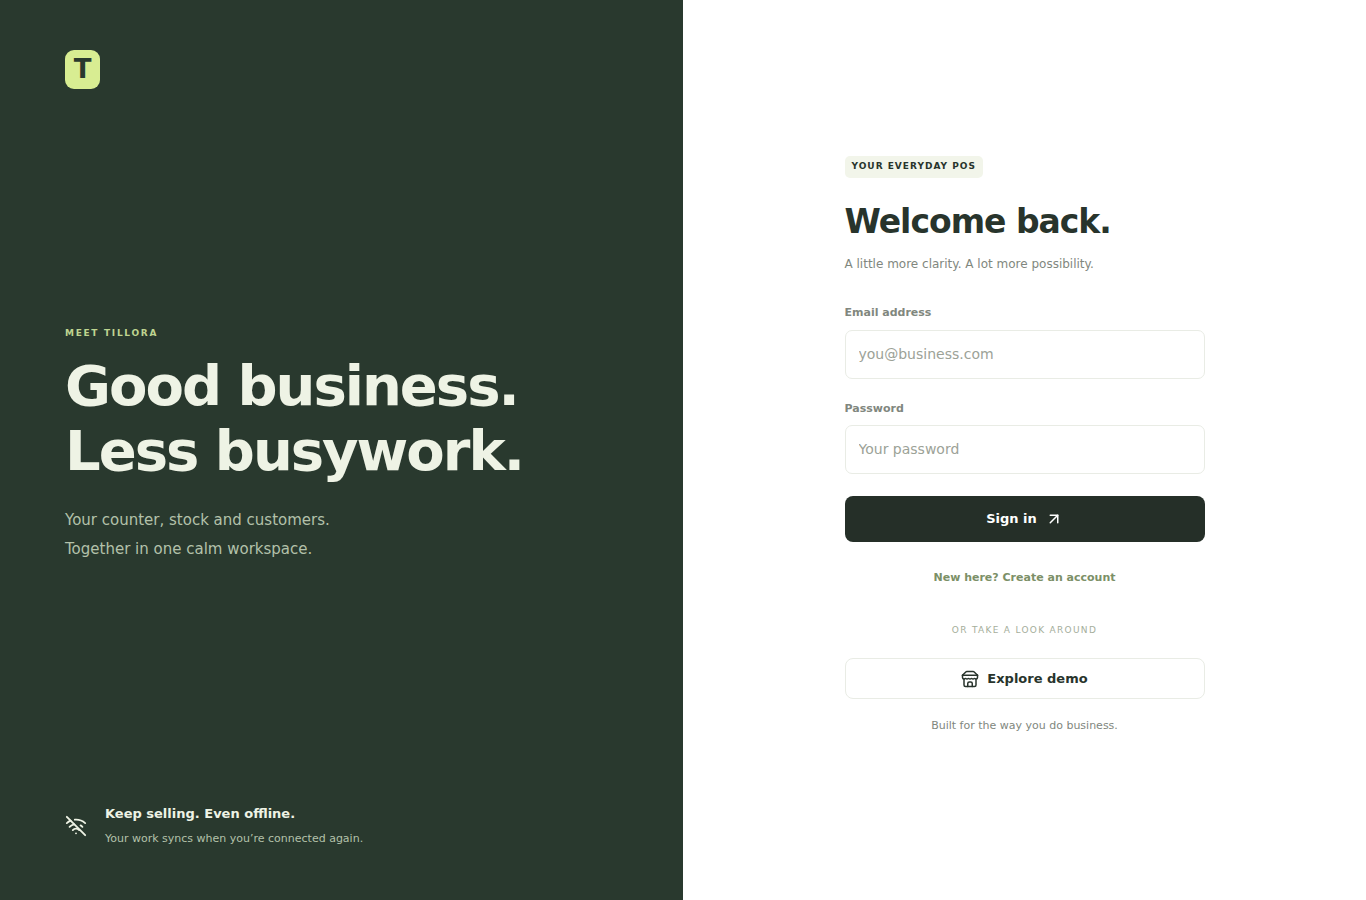 T
MEET TILLORA
Good business.
Less busywork.
Your counter, stock and customers.
Together in one calm workspace.
Keep selling. Even offline.
Your work syncs when you’re connected again.
YOUR EVERYDAY POS
Welcome back.
A little more clarity. A lot more possibility.
Email address
you@business.com
Password
Your password
Sign in
New here? Create an account
OR TAKE A LOOK AROUND
Explore demo
Built for the way you do business.